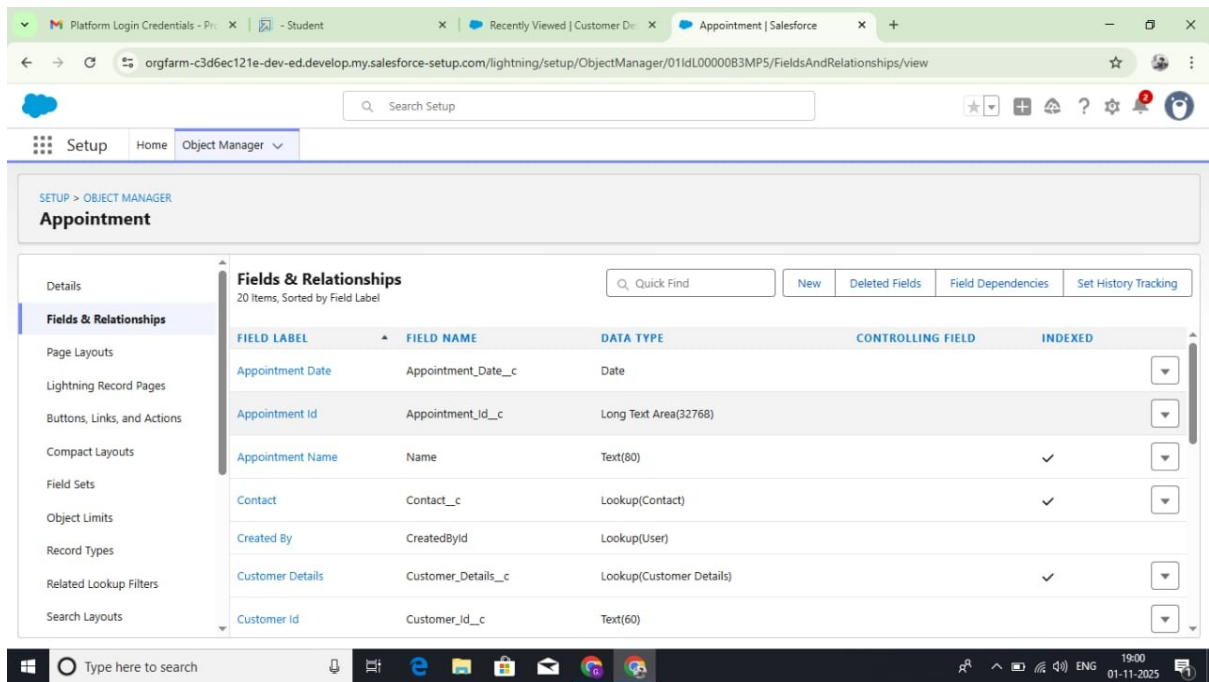 Platform Login Credentials - Pro
- Student
Recently Viewed | Customer De
Appointment | Salesforce
orgfarm-c3d6ec121e-dev-ed.develop.my.salesforce-setup.com/lightning/setup/ObjectManager/01IdL00000B3MP5/FieldsAndRelationships/view
Search Setup
2
Setup Home Object Manager
SETUP > OBJECT MANAGER
Appointment
Details
Fields & Relationships
Page Layouts
Lightning Record Pages
Buttons, Links, and Actions
Compact Layouts
Field Sets
Object Limits
Record Types
Related Lookup Filters
Search Layouts
Fields & Relationships
20 Items, Sorted by Field Label
Quick Find New Deleted Fields Field Dependencies Set History Tracking
FIELD LABEL FIELD NAME DATA TYPE CONTROLLING FIELD INDEXED
Appointment Date Appointment_Date__c Date
Appointment Id Appointment_Id__c Long Text Area(32768)
Appointment Name Name Text(80)
Contact Contact__c Lookup(Contact)
Created By CreatedById Lookup(User)
Customer Details Customer_Details__c Lookup(Customer Details)
Customer Id Customer_Id__c Text(60)
Type here to search
ENG
19:00
01-11-2025
1